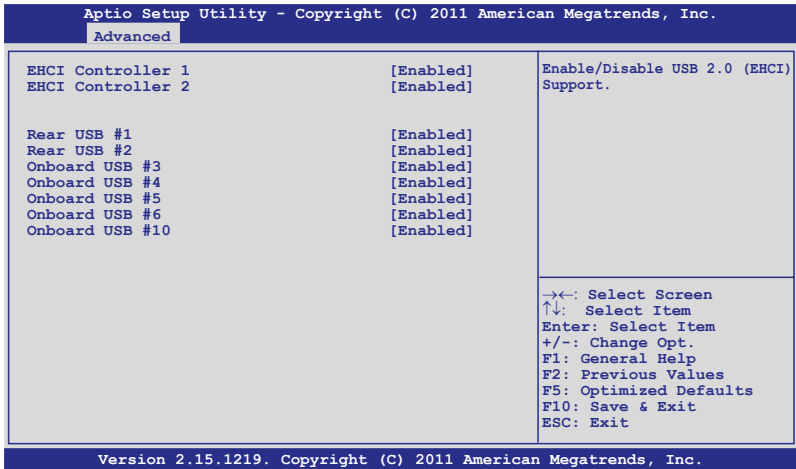 Aptio Setup Utility - Copyright (C) 2011 American Megatrends, Inc.
Advanced
EHCI Controller 1 [Enabled]
EHCI Controller 2 [Enabled]
Rear USB #1 [Enabled]
Rear USB #2 [Enabled]
Onboard USB #3 [Enabled]
Onboard USB #4 [Enabled]
Onboard USB #5 [Enabled]
Onboard USB #6 [Enabled]
Onboard USB #10 [Enabled]
Enable/Disable USB 2.0 (EHCI)
Support.
→←: Select Screen
↑↓: Select Item
Enter: Select Item
+/-: Change Opt.
F1: General Help
F2: Previous Values
F5: Optimized Defaults
F10: Save & Exit
ESC: Exit
Version 2.15.1219. Copyright (C) 2011 American Megatrends, Inc.